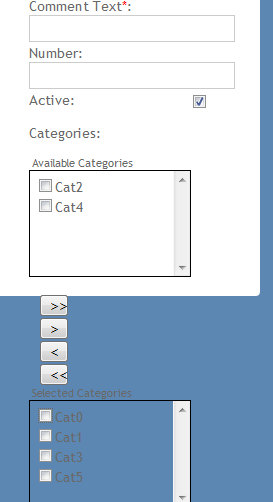 Comment Text*:
Number:
Active:
Categories:
Available Categories
Cat2
Cat4
>>
>
<
<<
Selected Categories
Cat0
Cat1
Cat3
Cat5